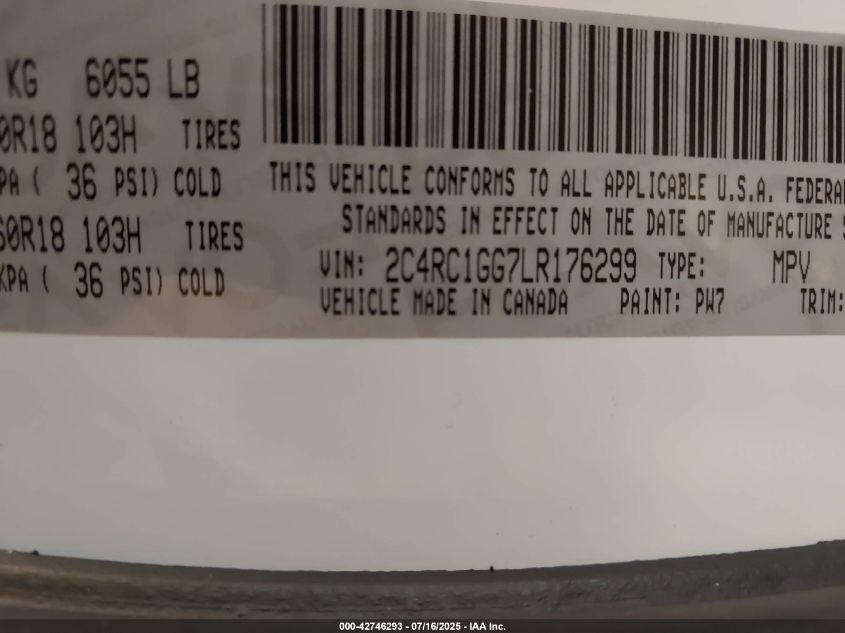 KG 6055 LB
0R18 103H TIRES
PA ( 36 PSI) COLD
60R18 103H TIRES
KPA ( 36 PSI) COLD
THIS VEHICLE CONFORMS TO ALL APPLICABLE U.S.A. FEDERA
STANDARDS IN EFFECT ON THE DATE OF MANUFACTURE S
VIN: 2C4RC1GG7LR176299 TYPE: MPV
VEHICLE MADE IN CANADA PAINT: PW7 TRIM:
000-42746293 - 07/16/2025 - IAA Inc.